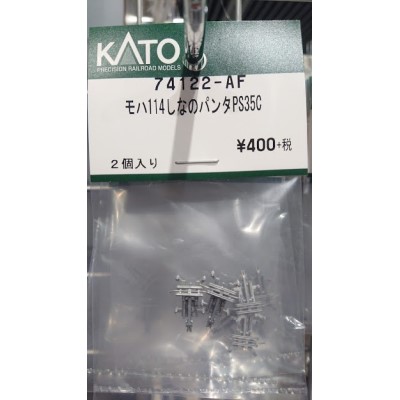 KATO
PRECISION RAILROAD MODELS
74122-AF
モハ114しなのパンタPS35C
¥400+税
2個入り